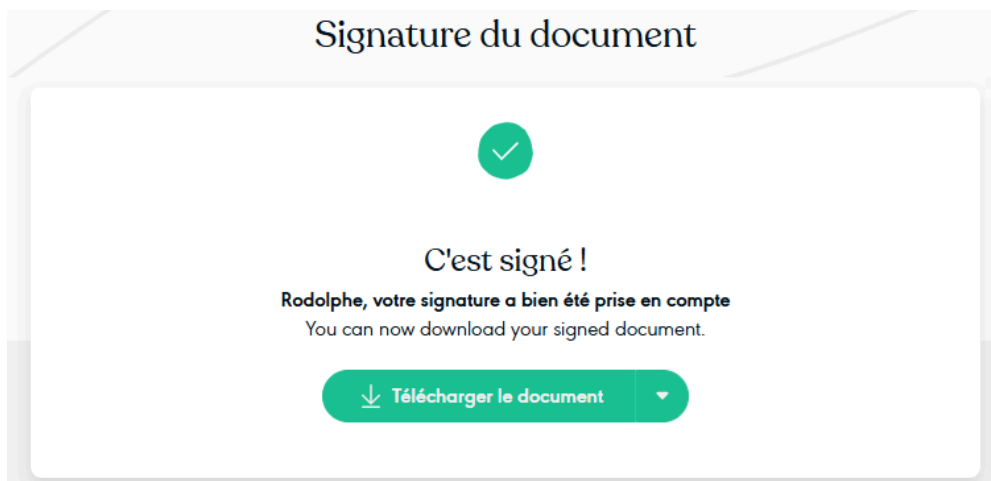 Signature du document
C'est signé !
Rodolphe, votre signature a bien été prise en compte
You can now download your signed document.
Télécharger le document